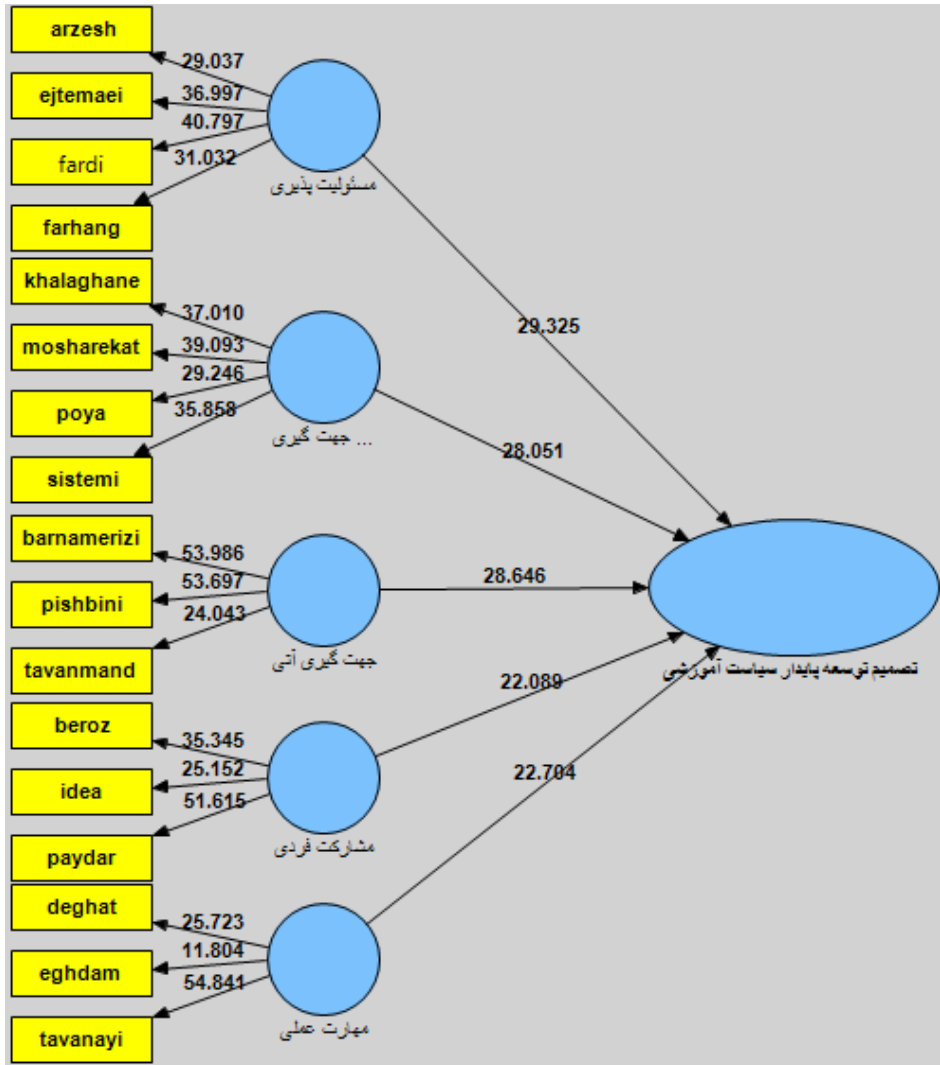 arzesh
29.037
ejtemaei
36.997
fardi
40.797
farhang
31.032
مسئولیت پذیری
29.325
khalaghane
37.010
mosharekat
39.093
poya
29.246
sistemi
35.858
جهت گیری ...
28.051
barnamerizi
53.986
pishbini
53.697
tavanmand
24.043
جهت گیری آتی
28.646
تصمیم توسعه پایدار سیاست آموزشی
beroz
35.345
idea
25.152
paydar
51.615
مشارکت فردی
22.089
deghat
25.723
eghdam
11.804
tavanayi
54.841
مهارت عملی
22.704